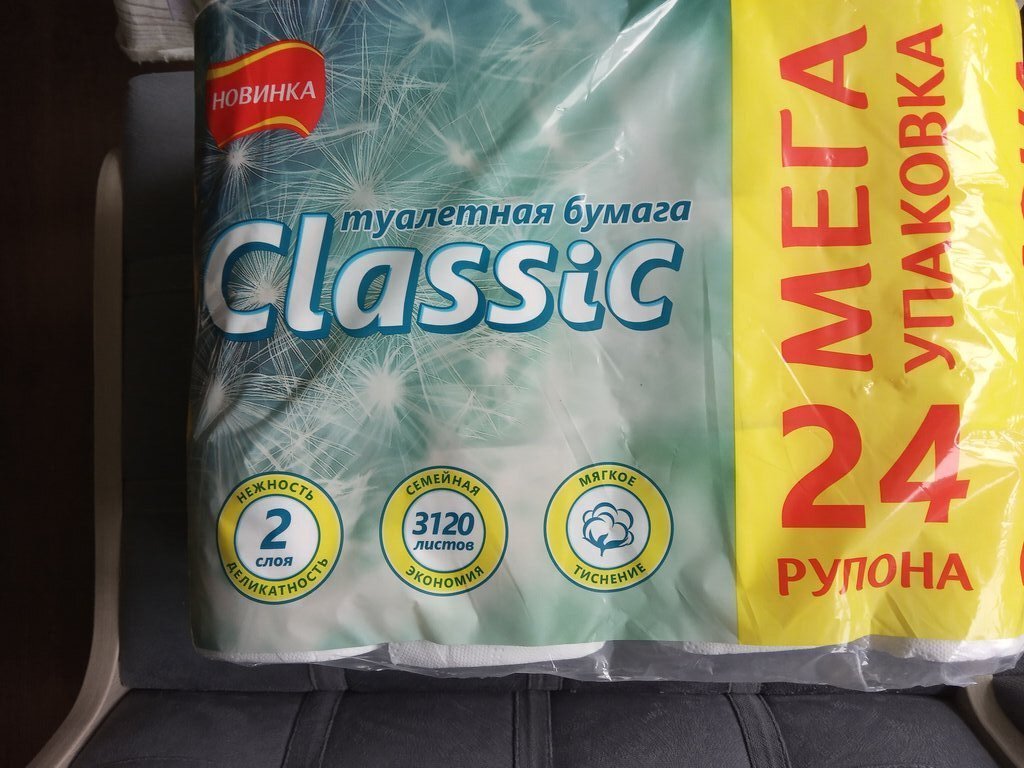 НОВИНКА
туалетная бумага
Classic
НЕЖНОСТЬ
2
слоя
ДЕЛИКАТНОСТЬ
СЕМЕЙНАЯ
3120
листов
ЭКОНОМИЯ
МЯГКОЕ
ТИСНЕНИЕ
МЕГА
УПАКОВКА
24
РУЛОНА